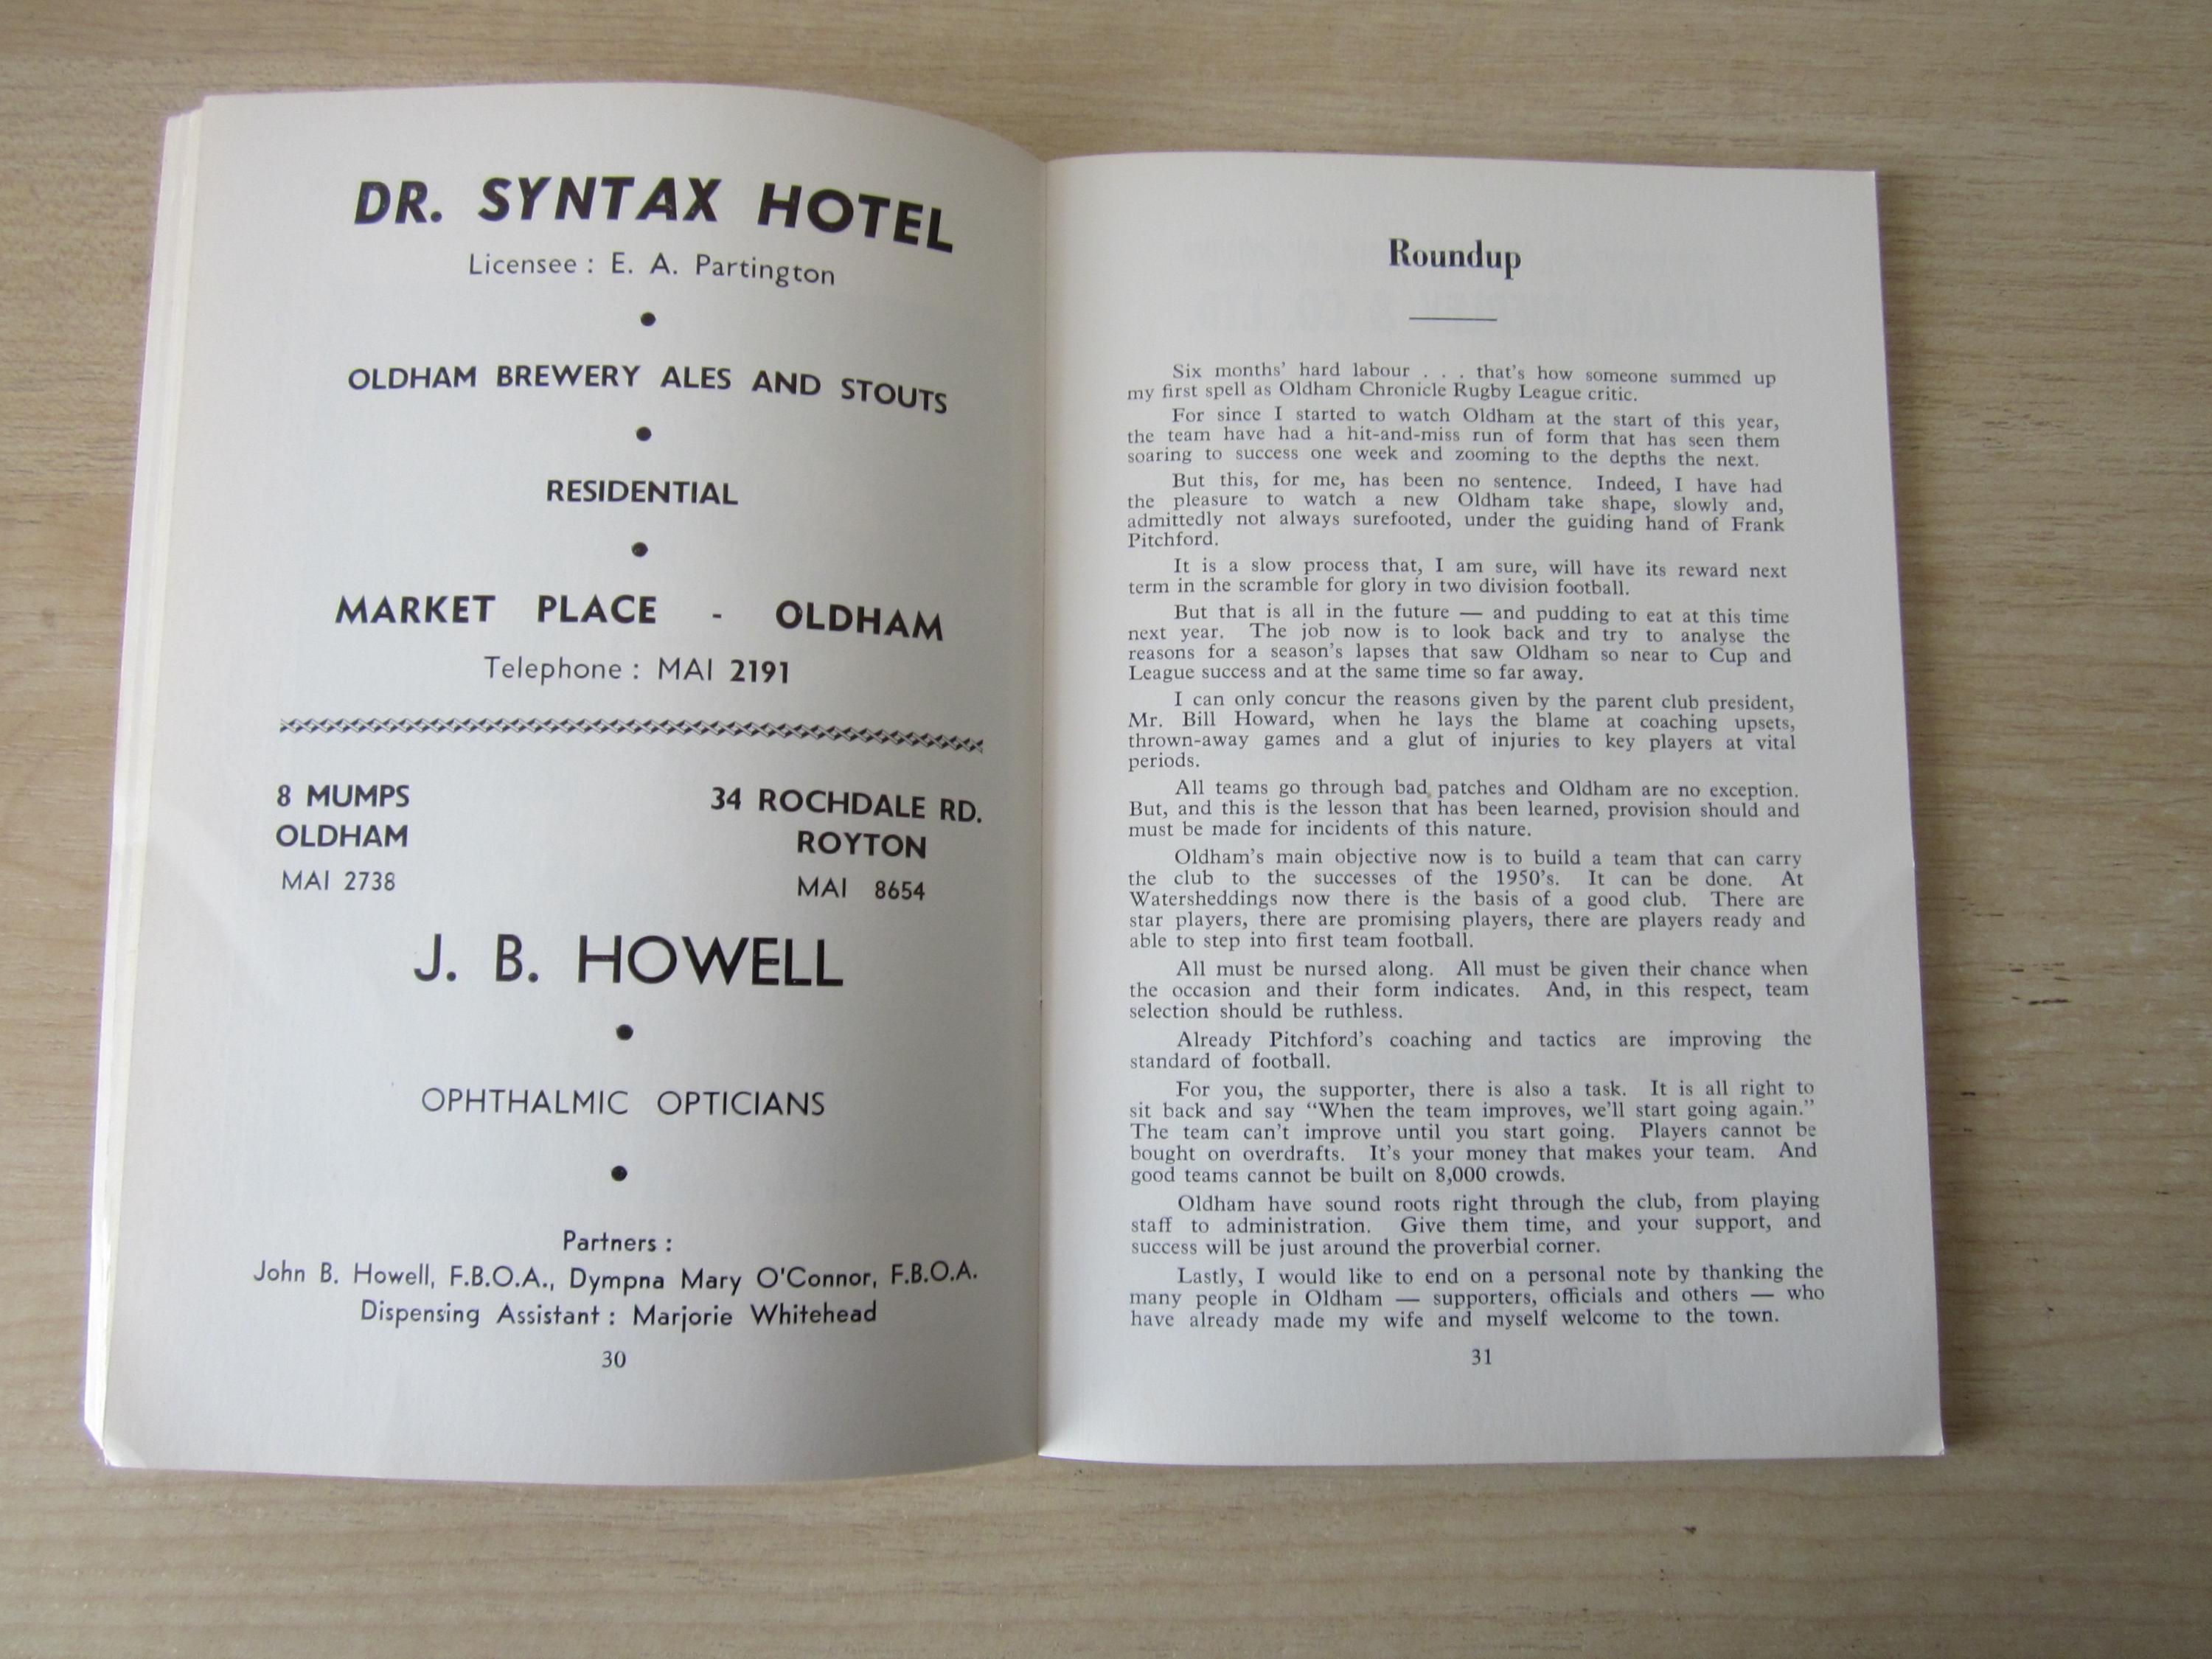 DR. SYNTAX HOTEL
Licensee : E. A. Partington
•
OLDHAM BREWERY ALES AND STOUTS
•
RESIDENTIAL
•
MARKET PLACE - OLDHAM
Telephone : MAI 2191
8 MUMPS
OLDHAM
MAI 2738
34 ROCHDALE RD.
ROYTON
MAI 8654
J. B. HOWELL
•
OPHTHALMIC OPTICIANS
•
Partners :
John B. Howell, F.B.O.A., Dympna Mary O'Connor, F.B.O.A.
Dispensing Assistant : Marjorie Whitehead
30
Roundup
Six months' hard labour . . . that's how someone summed up
my first spell as Oldham Chronicle Rugby League critic.
For since I started to watch Oldham at the start of this year,
the team have had a hit-and-miss run of form that has seen them
soaring to success one week and zooming to the depths the next.
But this, for me, has been no sentence. Indeed, I have had
the pleasure to watch a new Oldham take shape, slowly and,
admittedly not always surefooted, under the guiding hand of Frank
Pitchford.
It is a slow process that, I am sure, will have its reward next
term in the scramble for glory in two division football.
But that is all in the future — and pudding to eat at this time
next year. The job now is to look back and try to analyse the
reasons for a season's lapses that saw Oldham so near to Cup and
League success and at the same time so far away.
I can only concur the reasons given by the parent club president,
Mr. Bill Howard, when he lays the blame at coaching upsets,
thrown-away games and a glut of injuries to key players at vital
periods.
All teams go through bad patches and Oldham are no exception.
But, and this is the lesson that has been learned, provision should and
must be made for incidents of this nature.
Oldham's main objective now is to build a team that can carry
the club to the successes of the 1950's. It can be done. At
Watersheddings now there is the basis of a good club. There are
star players, there are promising players, there are players ready and
able to step into first team football.
All must be nursed along. All must be given their chance when
the occasion and their form indicates. And, in this respect, team
selection should be ruthless.
Already Pitchford's coaching and tactics are improving the
standard of football.
For you, the supporter, there is also a task. It is all right to
sit back and say “When the team improves, we'll start going again.”
The team can't improve until you start going. Players cannot be
bought on overdrafts. It's your money that makes your team. And
good teams cannot be built on 8,000 crowds.
Oldham have sound roots right through the club, from playing
staff to administration. Give them time, and your support, and
success will be just around the proverbial corner.
Lastly, I would like to end on a personal note by thanking the
many people in Oldham — supporters, officials and others — who
have already made my wife and myself welcome to the town.
31